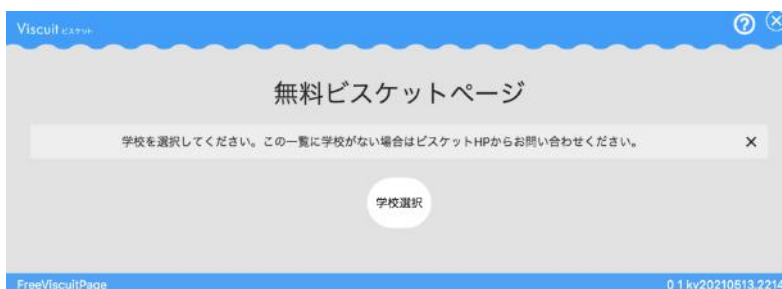 Viscuit ビスケット
無料ビスケットページ
学校を選択してください。この一覧に学校がない場合はビスケットHPからお問い合わせください。
学校選択
FreeViscuitPage
0.1 kv20210513.2214